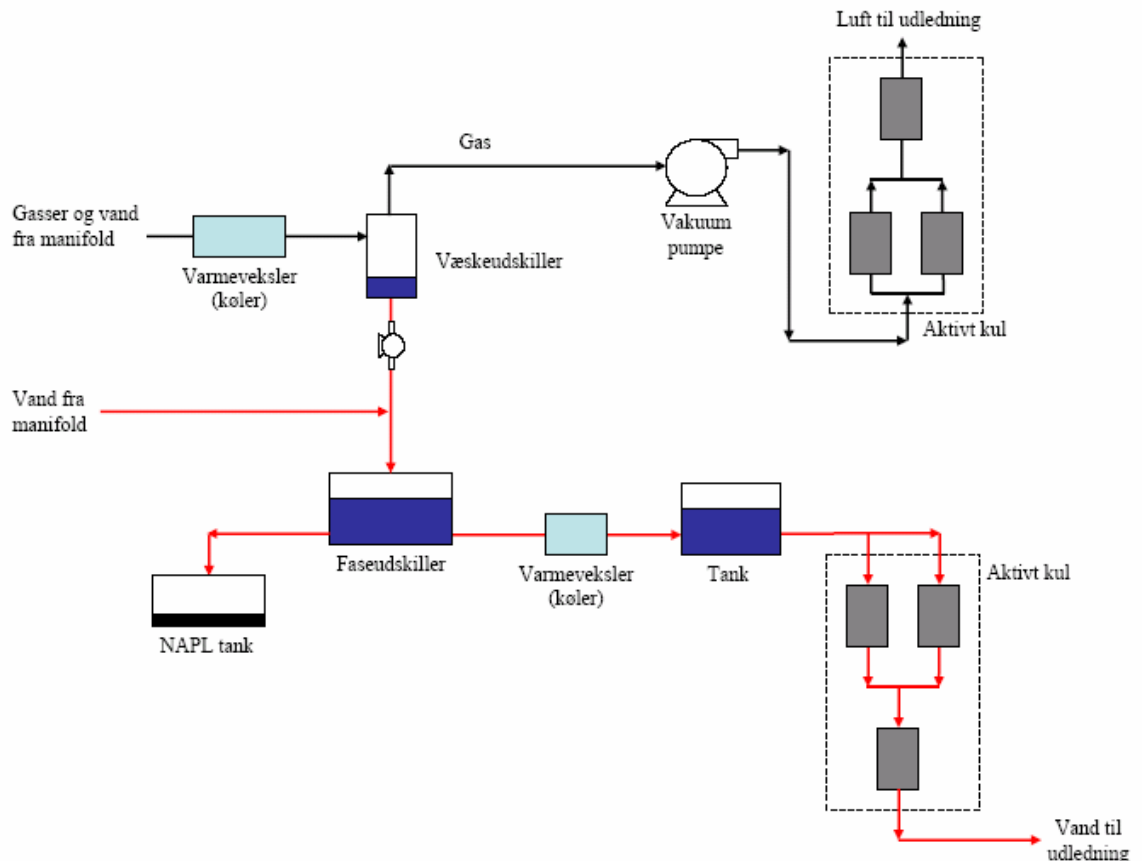 Luft til udledning
Gas
Gasser og vand
fra manifold
Varmeveksler
(køler)
Væskeudskiller
Vakuum
pumpe
Aktivt kul
Vand fra
manifold
Faseudskiller
Varmeveksler
(køler)
Tank
Aktivt kul
NAPL tank
Vand til
udledning